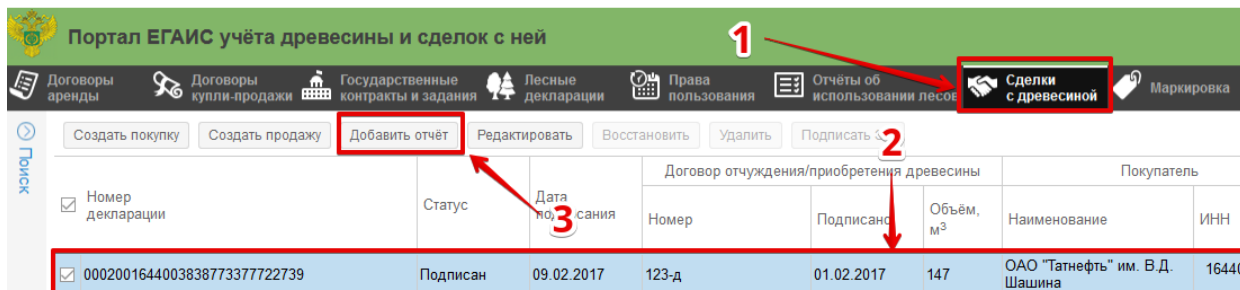 Портал ЕГАИС учёта древесины и сделок с ней
1
Договоры
аренды
Договоры
купли-продажи
Государственные
контракты и задания
Лесные
декларации
Права
пользования
Отчёты об
использовании лесов
Сделки
с древесиной
Маркировка
Поиск
Создать покупку
Создать продажу
Добавить отчёт
Редактировать
Восстановить
Удалить
Подписать
2
Номер
декларации
Статус
Дата
3
Договор отчуждения/приобретения древесины
Номер
Подписано
Объём,
м3
Покупатель
Наименование
ИНН
0002001644003838773377722739
Подписан
09.02.2017
123-д
01.02.2017
147
ОАО "Татнефть" им. В.Д.
Шашина